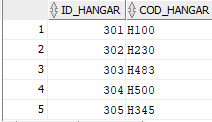 ID_HANGAR COD_HANGAR
1 301 H100
2 302 H230
3 303 H483
4 304 H500
5 305 H345